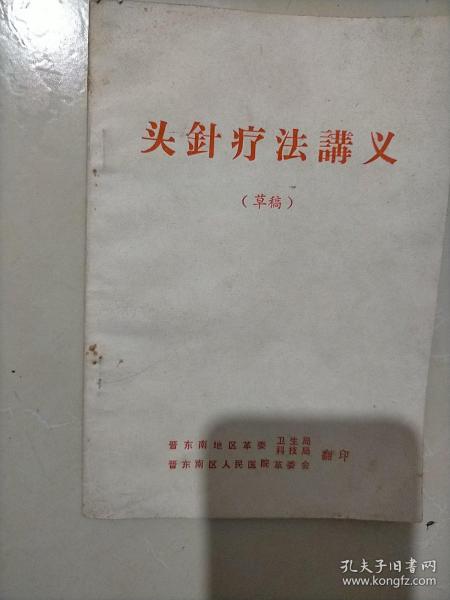 头針疗法講义
（草稿）
晋东南地区革委 卫生局 科技局 翻印
晋东南区人民医院革委会
孔夫子旧书网
www.kongfz.com